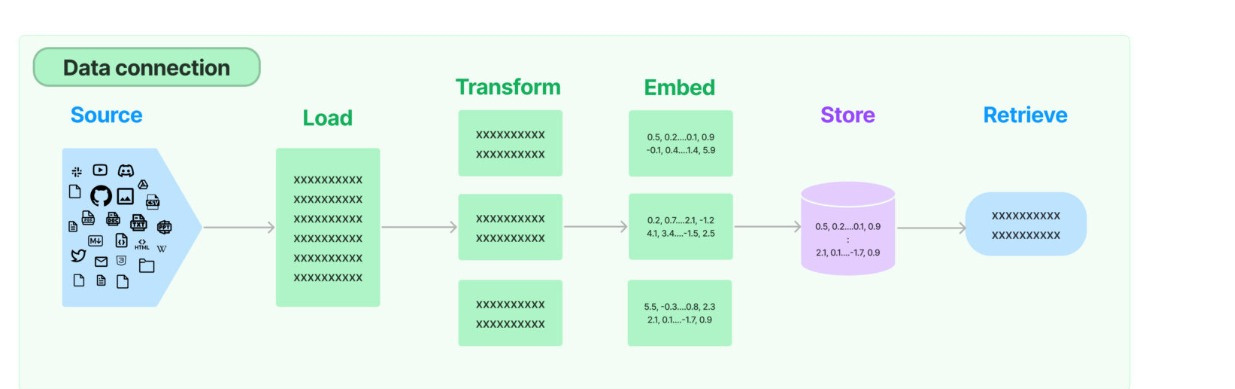 Data connection
Source
Load
Transform
Embed
Store
Retrieve
M↓
HTML
W
CSV
TXT
XXXXXXXXXX
XXXXXXXXXX
XXXXXXXXXX
XXXXXXXXXX
XXXXXXXXXX
XXXXXXXXXX
XXXXXXXXXX
XXXXXXXXXX
XXXXXXXXXX
XXXXXXXXXX
XXXXXXXXXX
XXXXXXXXXX
0.5, 0.2....0.1, 0.9
-0.1, 0.4....1.4, 5.9
0.2, 0.7....2.1, -1.2
4.1, 3.4....-1.5, 2.5
5.5, -0.3....0.8, 2.3
2.1, 0.1....-1.7, 0.9
0.5, 0.2....0.1, 0.9
:
2.1, 0.1....-1.7, 0.9
XXXXXXXXXX
XXXXXXXXXX